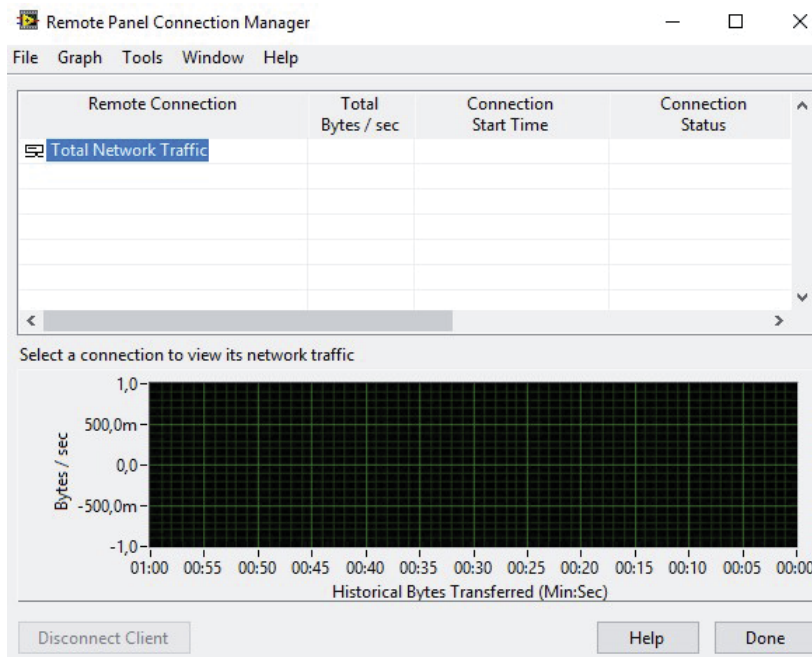 Remote Panel Connection Manager
File Graph Tools Window Help
Remote Connection Total Bytes / sec Connection Start Time Connection Status
Total Network Traffic
Select a connection to view its network traffic
Bytes / sec
1,0
500,0m
0,0
-500,0m
-1,0
01:00 00:55 00:50 00:45 00:40 00:35 00:30 00:25 00:20 00:15 00:10 00:05 00:00
Historical Bytes Transferred (Min:Sec)
Disconnect Client Help Done